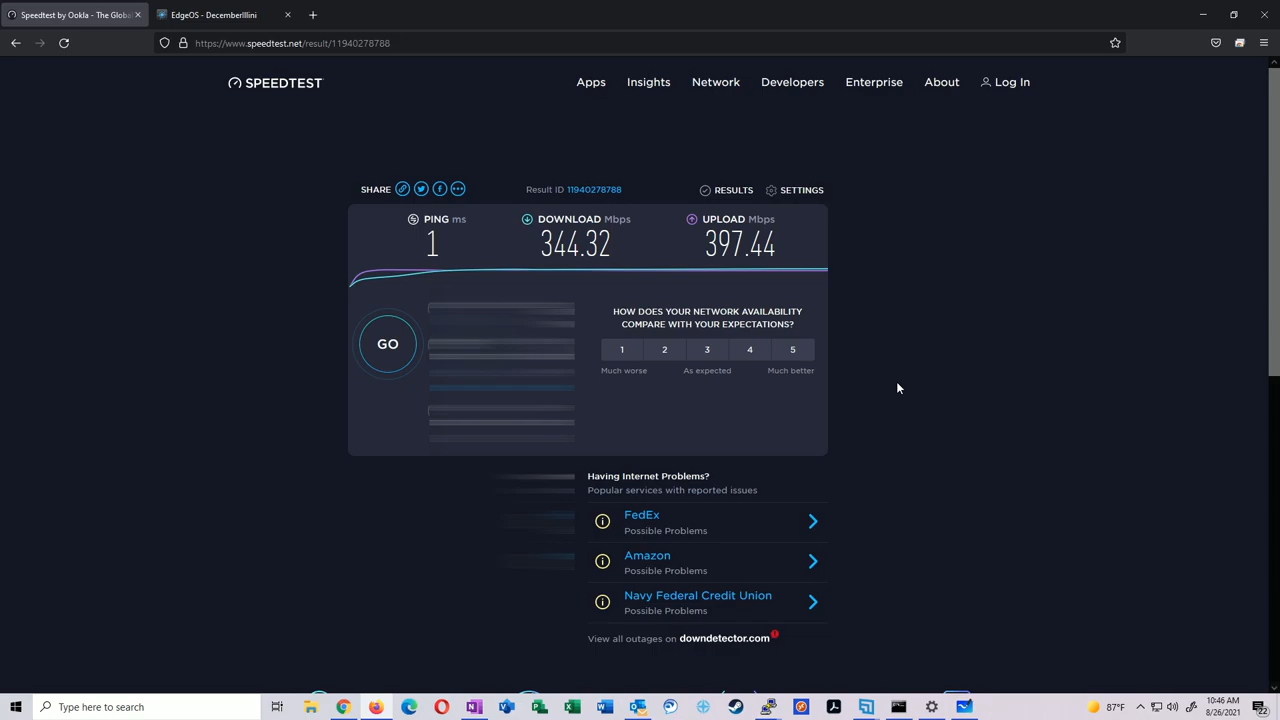 Speedtest by Ookla - The Global
EdgeOS - DecemberIllini
https://www.speedtest.net/result/11940278788
SPEEDTEST
Apps Insights Network Developers Enterprise About Log In
SHARE Result ID 11940278788 RESULTS SETTINGS
PING ms DOWNLOAD Mbps UPLOAD Mbps
1 344.32 397.44
HOW DOES YOUR NETWORK AVAILABILITY
COMPARE WITH YOUR EXPECTATIONS?
GO
1 2 3 4 5
Much worse As expected Much better
Having Internet Problems?
Popular services with reported issues
FedEx
Possible Problems
Amazon
Possible Problems
Navy Federal Credit Union
Possible Problems
View all outages on downdetector.com
Type here to search
87°F
10:46 AM
8/26/2021
22